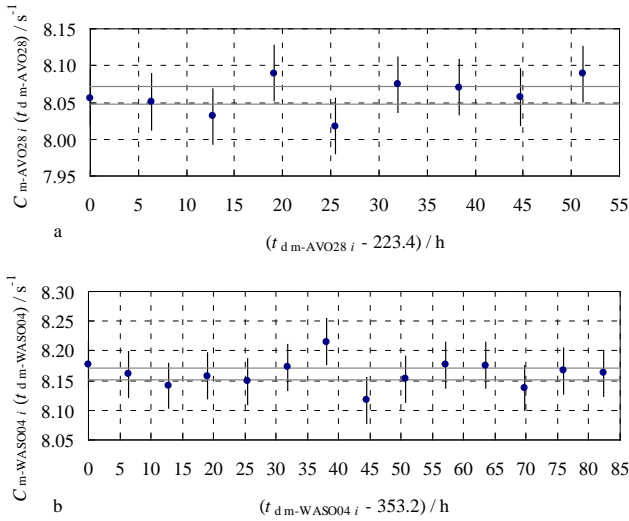 C m-AVO28 i (t d m-AVO28) / s-1
8.15
8.10
8.05
8.00
7.95
0 5 10 15 20 25 30 35 40 45 50 55
a
(t d m-AVO28 i - 223.4) / h
C m-WASO04 i (t d m-WASO04) / s-1
8.30
8.25
8.20
8.15
8.10
8.05
0 5 10 15 20 25 30 35 40 45 50 55 60 65 70 75 80 85
b
(t d m-WASO04 i - 353.2) / h